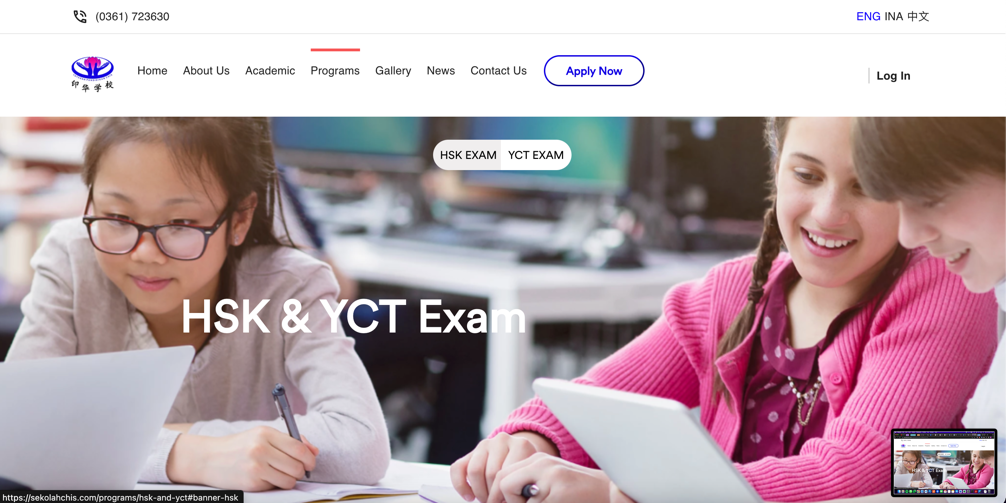 (0361) 723630
ENG INA 中文
印华学校
Home About Us Academic Programs Gallery News Contact Us Apply Now Log In
HSK EXAM YCT EXAM
HSK & YCT Exam
https://sekolahchis.com/programs/hsk-and-yct#banner-hsk